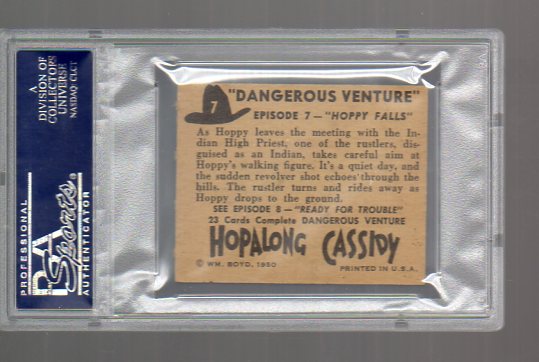 A
DIVISION OF
COLLECTORS
UNIVERSE
NASDAQ: CLCT
PROFESSIONAL
PSA
Sports
AUTHENTICATOR
7
"DANGEROUS VENTURE"
EPISODE 7 — "HOPPY FALLS"
As Hoppy leaves the meeting with the In-
dian High Priest, one of the rustlers, dis-
guised as an Indian, takes careful aim at
Hoppy's walking figure. It's a quiet day, and
the sudden revolver shot echoes through the
hills. The rustler turns and rides away as
Hoppy drops to the ground.
SEE EPISODE 8 — "READY FOR TROUBLE"
23 Cards Complete DANGEROUS VENTURE
HOPALONG CASSIDY
© WM. BOYD, 1950
PRINTED IN U.S.A.